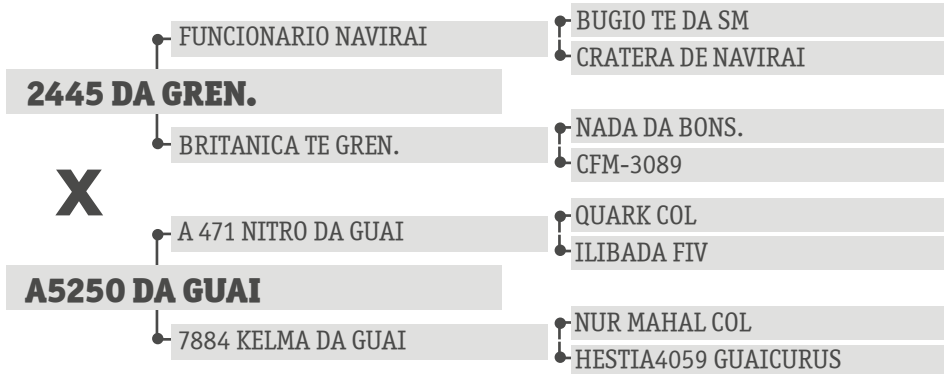 FUNCIONARIO NAVIRAI
BUGIO TE DA SM
CRATERA DE NAVIRAI
2445 DA GREN.
BRITANICA TE GREN.
NADA DA BONS.
CFM-3089
X
A 471 NITRO DA GUAI
QUARK COL
ILIBADA FIV
A5250 DA GUAI
7884 KELMA DA GUAI
NUR MAHAL COL
HESTIA4059 GUAICURUS